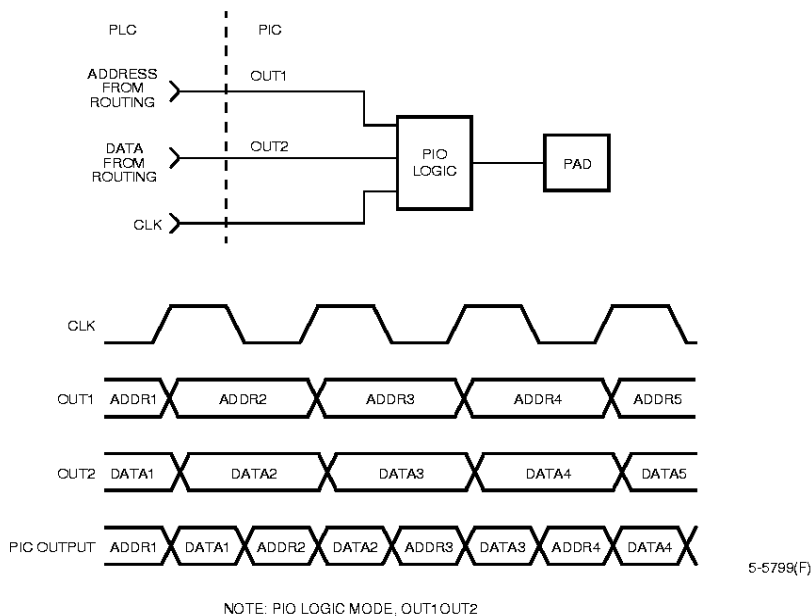 PLC PIC
ADDRESS
FROM
ROUTING
OUT1
DATA
FROM
ROUTING
OUT2
CLK
PIO
LOGIC
PAD
CLK
OUT1 ADDR1 ADDR2 ADDR3 ADDR4 ADDR5
OUT2 DATA1 DATA2 DATA3 DATA4 DATA5
PIC OUTPUT ADDR1 DATA1 ADDR2 DATA2 ADDR3 DATA3 ADDR4 DATA4
5-5799(F)
NOTE: PIO LOGIC MODE, OUT1OUT2